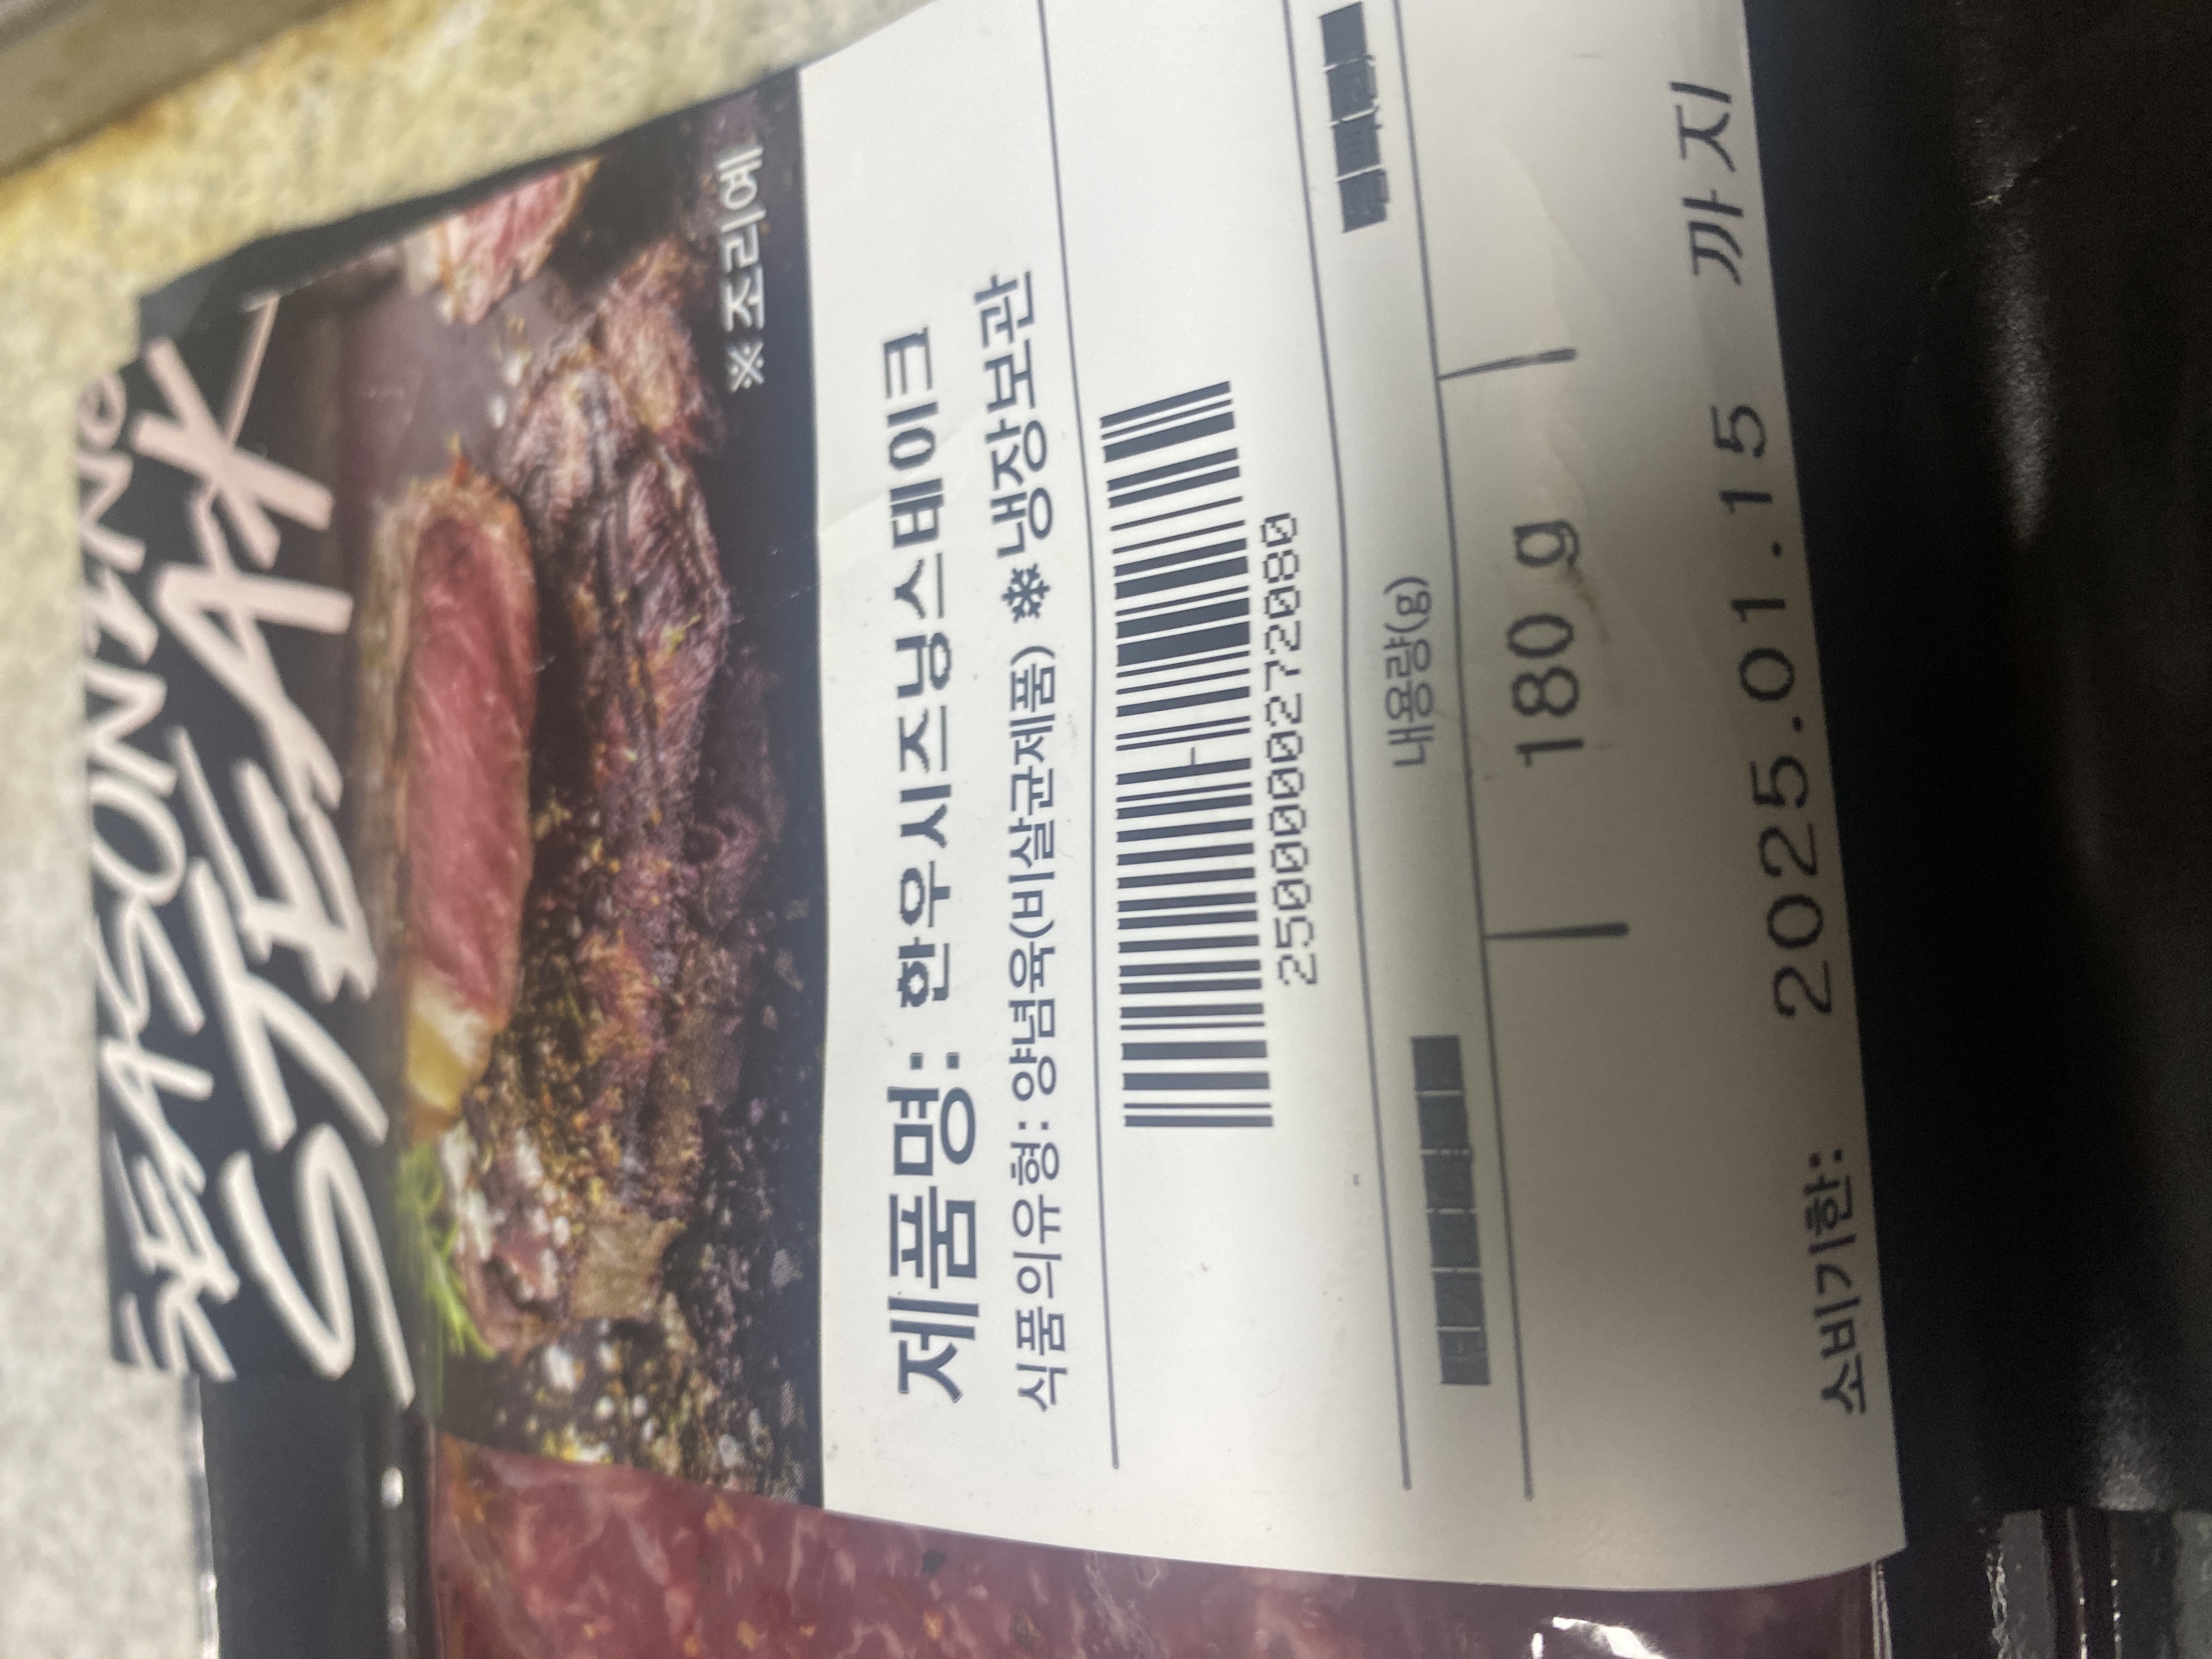 SEASONING
STEAK
※조리예
제품명: 한우시즈닝스테이크
식품의유형: 양념육(비살균제품) ❄냉장보관
2500000272080
내용량(g)
180 g
소비기한: 2025.01.15 까지